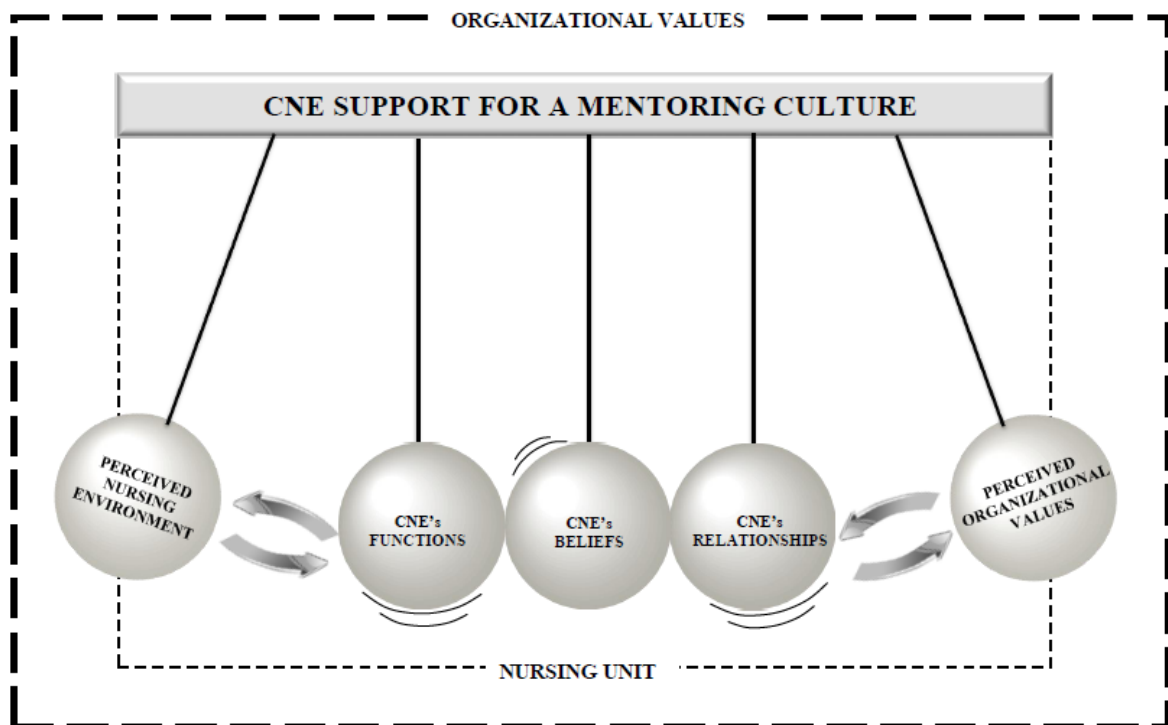 ORGANIZATIONAL VALUES
CNE SUPPORT FOR A MENTORING CULTURE
PERCEIVED
NURSING
ENVIRONMENT
CNE's
FUNCTIONS
CNE's
BELIEFS
CNE's
RELATIONSHIPS
PERCEIVED
ORGANIZATIONAL
VALUES
NURSING UNIT